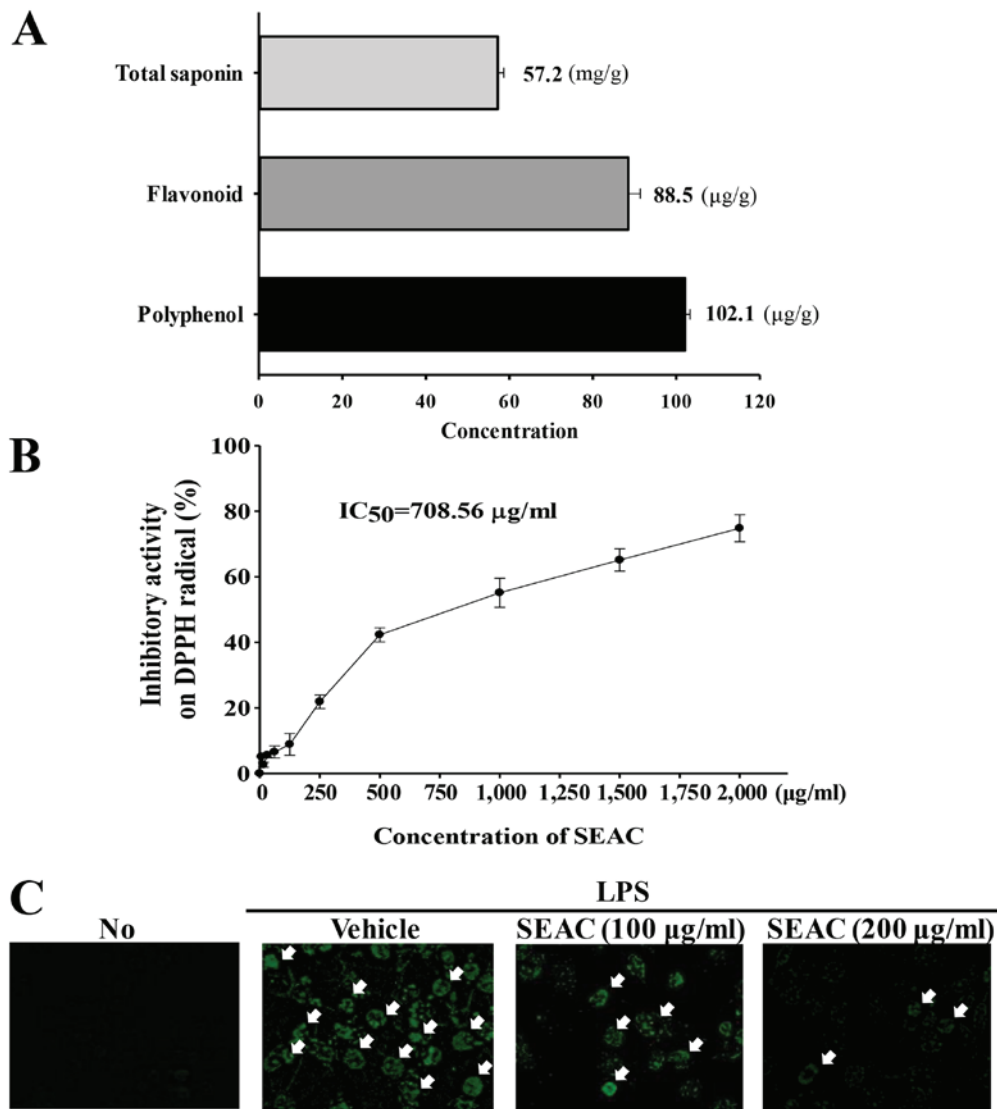 A
Total saponin
57.2 (mg/g)
Flavonoid
88.5 (μg/g)
Polyphenol
102.1 (μg/g)
0 20 40 60 80 100 120
Concentration
B
Inhibitory activity
on DPPH radical (%)
100
80
60
40
20
0
IC50=708.56 μg/ml
0 250 500 750 1,000 1,250 1,500 1,750 2,000 (μg/ml)
Concentration of SEAC
C
LPS
No Vehicle SEAC (100 μg/ml) SEAC (200 μg/ml)